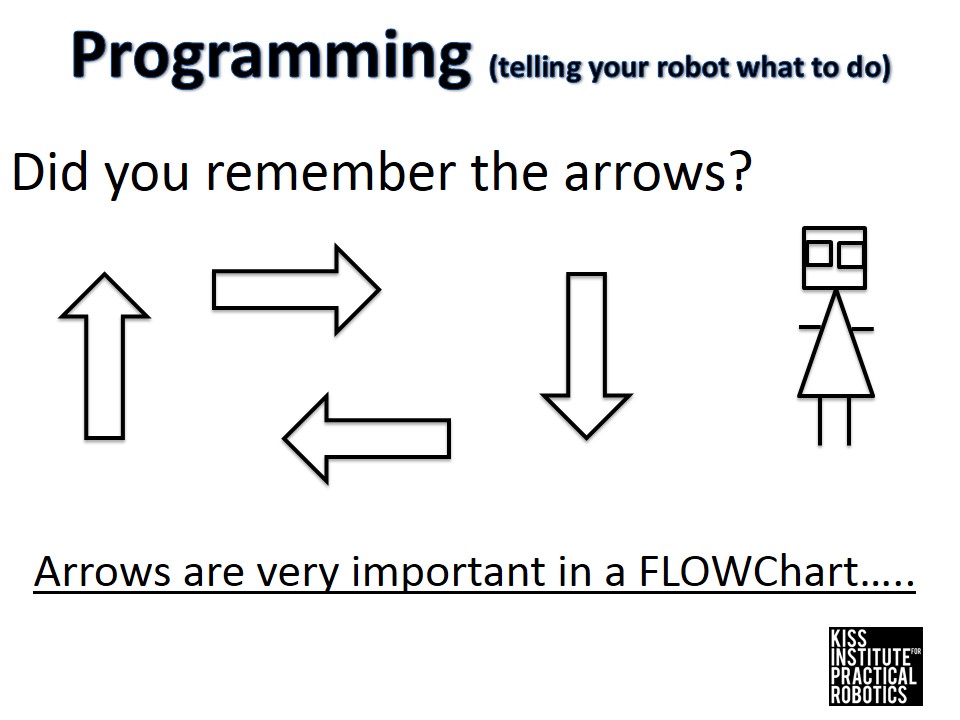 Programming (telling your robot what to do)
Did you remember the arrows?
Arrows are very important in a FLOWChart…..
KISS
INSTITUTE FOR
PRACTICAL
ROBOTICS